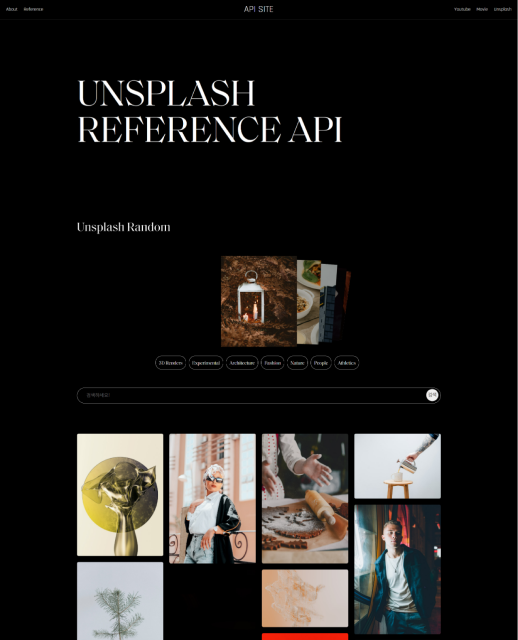 About Reference API SITE Youtube Movie Unsplash
UNSPLASH
REFERENCE API
Unsplash Random
3D Renders Experimental Architecture Fashion Nature People Athletics
검색하세요! 검색